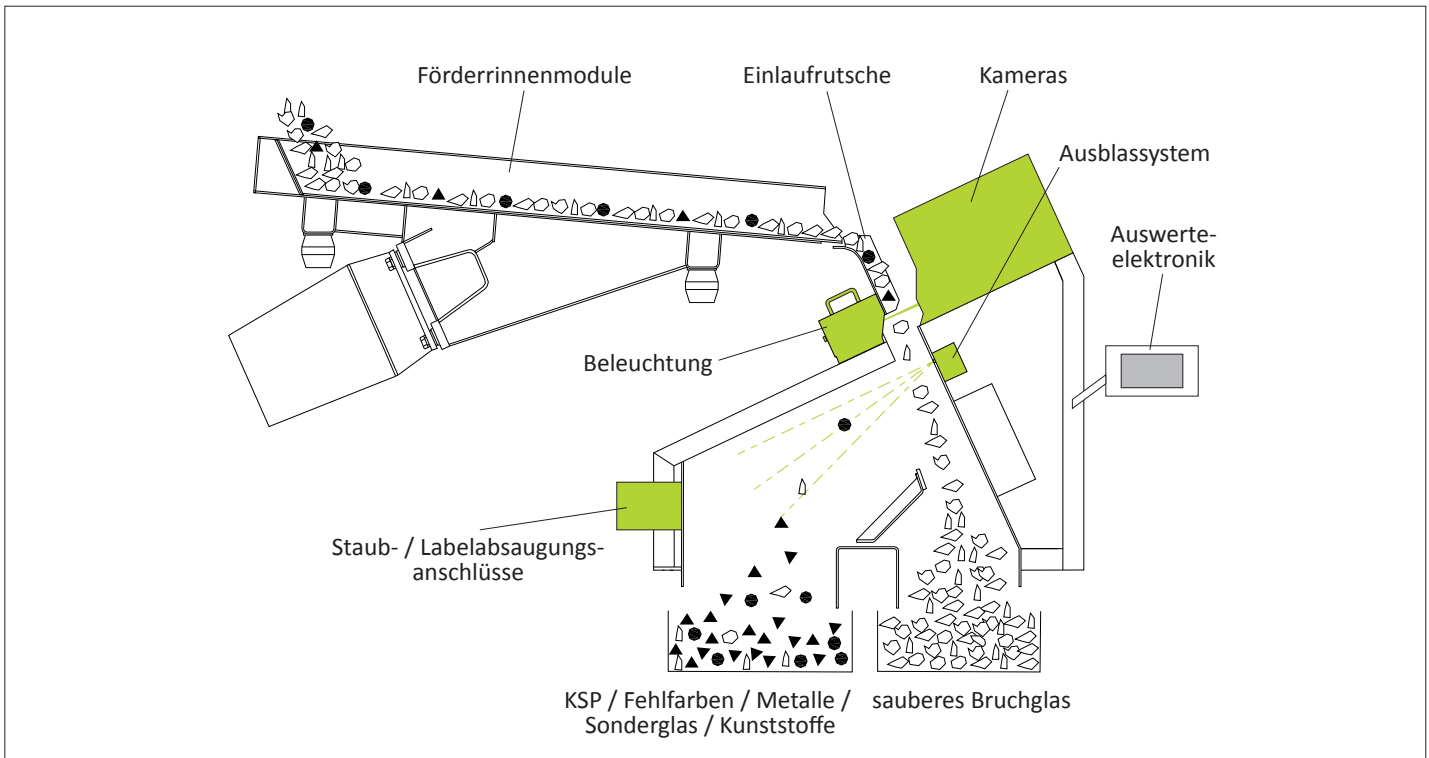 Förderrinnenmodule
Einlaufrutsche
Kameras
Ausblassystem
Auswerte-
elektronik
Beleuchtung
Staub- / Labelabsaugungs-
anschlüsse
KSP / Fehlfarben / Metalle /
Sonderglas / Kunststoffe
sauberes Bruchglas